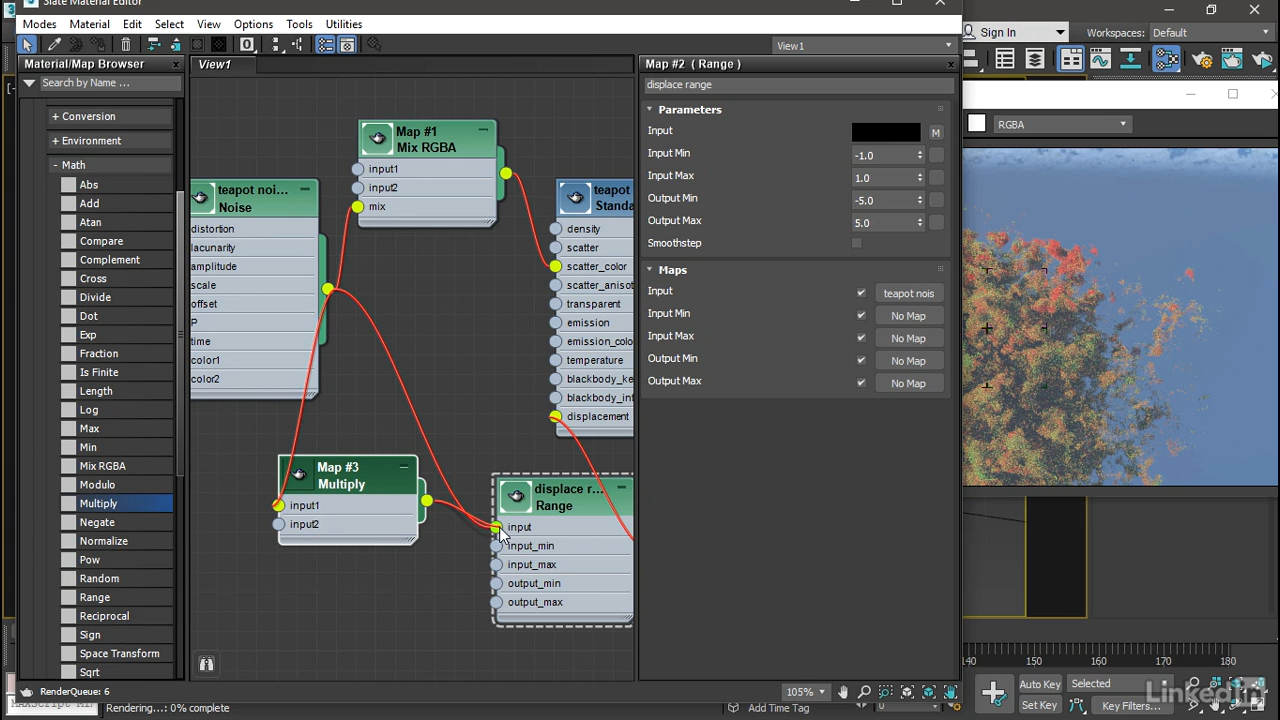 Slate Material Editor
Modes Material Edit Select View Options Tools Utilities
Sign In Workspaces: Default
View1
Material/Map Browser
View1
Map #2 ( Range )
Search by Name ...
displace range
RGBA
+ Conversion
+ Environment
- Math
Abs
Add
Atan
Compare
Complement
Cross
Divide
Dot
Exp
Fraction
Is Finite
Length
Log
Max
Min
Mix RGBA
Modulo
Multiply
Negate
Normalize
Pow
Random
Range
Reciprocal
Sign
Space Transform
Sqrt
Map #1
Mix RGBA
input1
input2
mix
teapot noi...
Noise
distortion
lacunarity
amplitude
scale
offset
P
time
color1
color2
teapot
Standa
density
scatter
scatter_color
scatter_aniso
transparent
emission
emission_colo
temperature
blackbody_ke
blackbody_int
displacement
Map #3
Multiply
input1
input2
displace r...
Range
input
input_min
input_max
output_min
output_max
Parameters
Input M
Input Min -1.0
Input Max 1.0
Output Min -5.0
Output Max 5.0
Smoothstep
Maps
Input teapot nois
Input Min No Map
Input Max No Map
Output Min No Map
Output Max No Map
140 150 160 170 180
RenderQueue: 6
105%
Auto Key Selected
Set Key Key Filters...
MAXScript Mi
Rendering...: 0% complete
Add Time Tag
0
LinkedIn